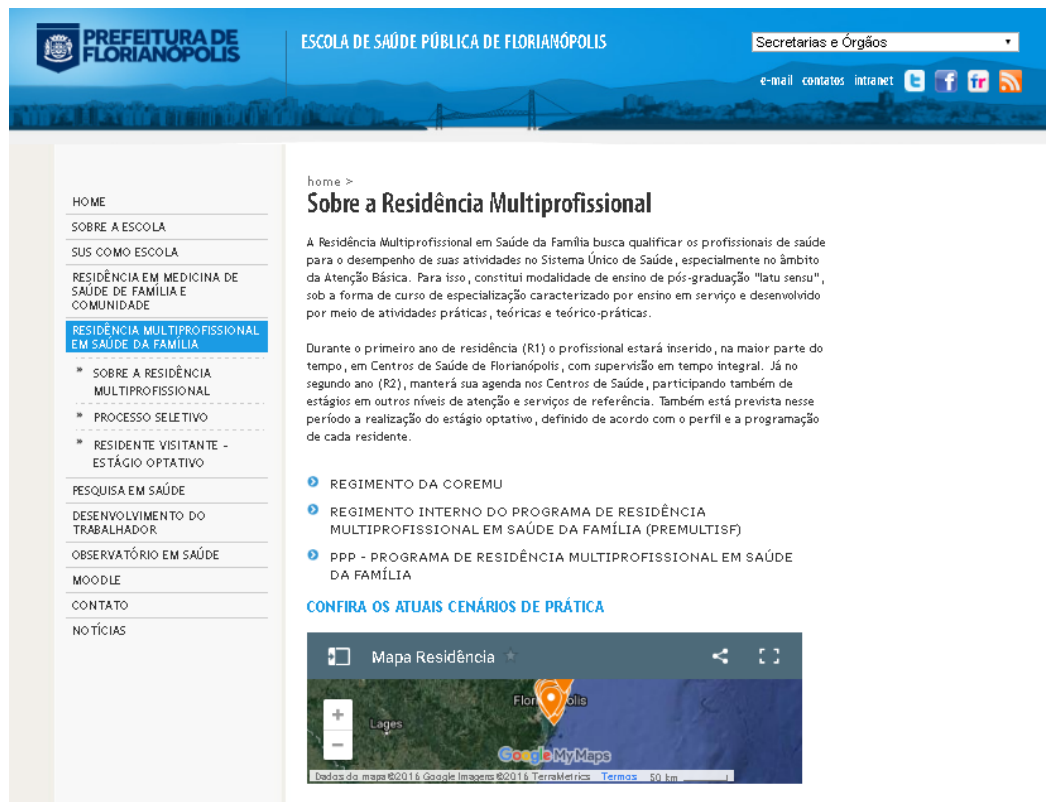 PREFEITURA DE
FLORIANÓPOLIS
ESCOLA DE SAÚDE PÚBLICA DE FLORIANÓPOLIS
Secretarias e Órgãos
e-mail contatos intranet
HOME
SOBRE A ESCOLA
SUS COMO ESCOLA
RESIDÊNCIA EM MEDICINA DE
SAÚDE DE FAMÍLIA E
COMUNIDADE
RESIDÊNCIA MULTIPROFISSIONAL
EM SAÚDE DA FAMÍLIA
» SOBRE A RESIDÊNCIA
MULTIPROFISSIONAL
» PROCESSO SELETIVO
» RESIDENTE VISITANTE -
ESTÁGIO OPTATIVO
PESQUISA EM SAÚDE
DESENVOLVIMENTO DO
TRABALHADOR
OBSERVATÓRIO EM SAÚDE
MOODLE
CONTATO
NOTÍCIAS
home >
Sobre a Residência Multiprofissional
A Residência Multiprofissional em Saúde da Família busca qualificar os profissionais de saúde
para o desempenho de suas atividades no Sistema Único de Saúde, especialmente no âmbito
da Atenção Básica. Para isso, constitui modalidade de ensino de pós-graduação "latu sensu",
sob a forma de curso de especialização caracterizado por ensino em serviço e desenvolvido
por meio de atividades práticas, teóricas e teórico-práticas.
Durante o primeiro ano de residência (R1) o profissional estará inserido, na maior parte do
tempo, em Centros de Saúde de Florianópolis, com supervisão em tempo integral. Já no
segundo ano (R2), manterá sua agenda nos Centros de Saúde, participando também de
estágios em outros níveis de atenção e serviços de referência. Também está prevista nesse
período a realização do estágio optativo, definido de acordo com o perfil e a programação
de cada residente.
REGIMENTO DA COREMU
REGIMENTO INTERNO DO PROGRAMA DE RESIDÊNCIA
MULTIPROFISSIONAL EM SAÚDE DA FAMÍLIA (PREMULTISF)
PPP - PROGRAMA DE RESIDÊNCIA MULTIPROFISSIONAL EM SAÚDE
DA FAMÍLIA
CONFIRA OS ATUAIS CENÁRIOS DE PRÁTICA
Mapa Residência
Lages
Google My Maps
Dados do mapa ©2016 Google Imagens ©2016 TerraMetrics Termos 50 km